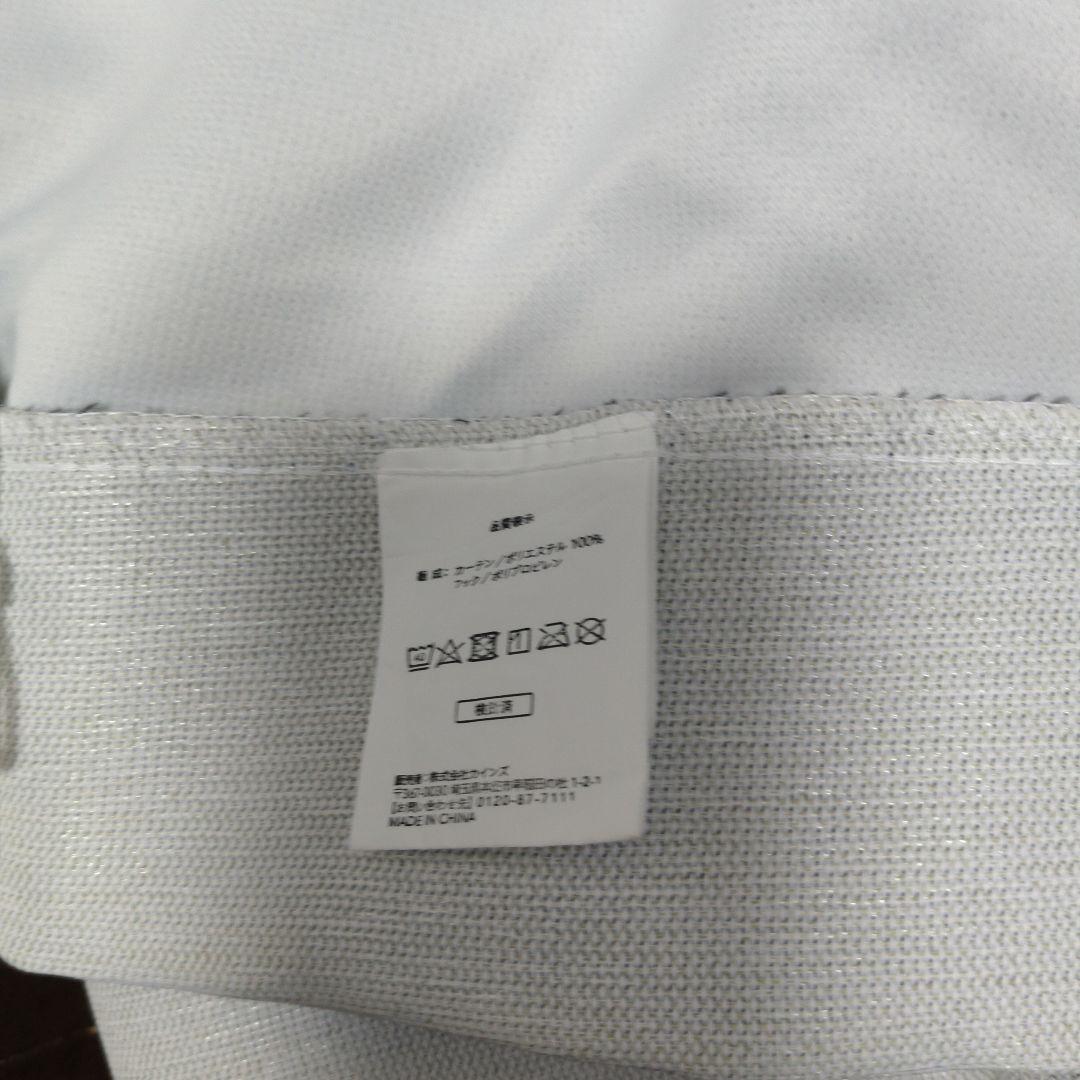 品質表示
組成: カーテン/ポリエステル 100%
フック/ポリプロピレン
検針済
販売者:株式会社カインズ
〒367-0030 埼玉県本庄市早稲田の杜 1-2-1
[お問い合わせ先] 0120-87-7111
MADE IN CHINA